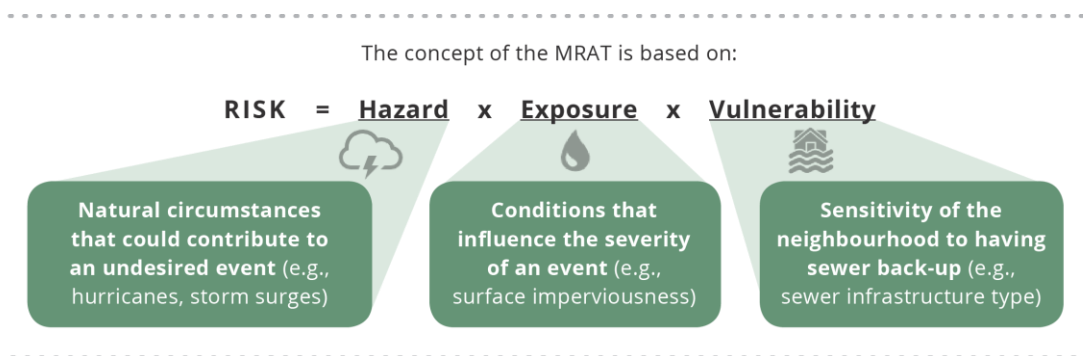 The concept of the MRAT is based on:
RISK = Hazard x Exposure x Vulnerability
Natural circumstances
that could contribute to
an undesired event (e.g.,
hurricanes, storm surges)
Conditions that
influence the severity
of an event (e.g.,
surface imperviousness)
Sensitivity of the
neighbourhood to having
sewer back-up (e.g.,
sewer infrastructure type)